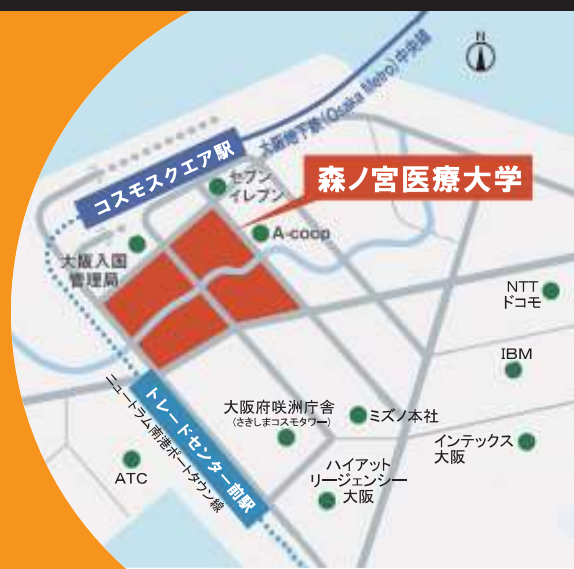 N
大阪地下鉄(Osaka Metro)中央線
コスモスクエア駅
セブン
イレブン
森ノ宮医療大学
A-coop
大阪入国
管理局
NTT
ドコモ
IBM
トレードセンター前駅
ニュートラム南港ポートタウン線
大阪府咲洲庁舎
(さきしまコスモタワー)
ミズノ本社
インテックス
大阪
ハイアット
リージェンシー
大阪
ATC